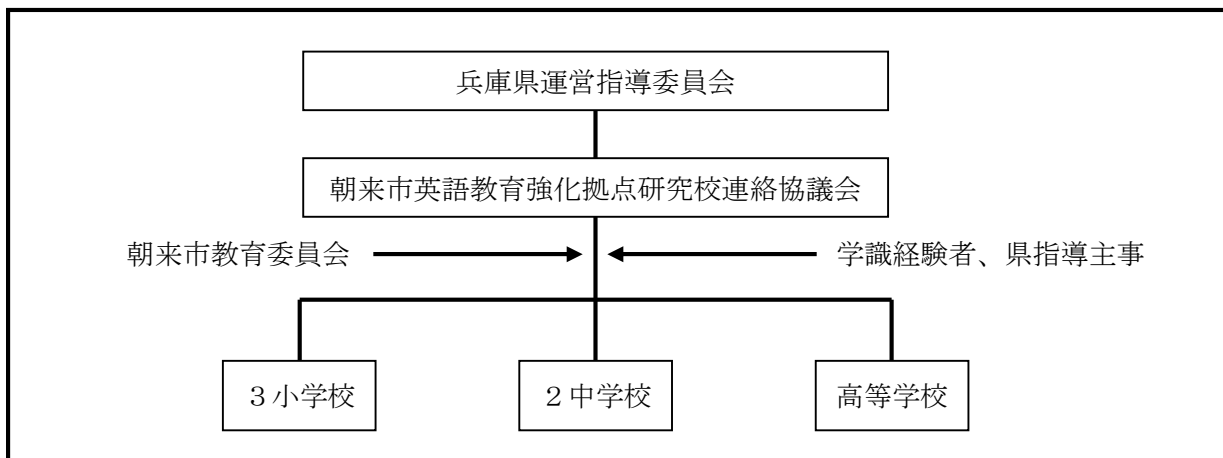 兵庫県運営指導委員会
朝来市英語教育強化拠点研究校連絡協議会
朝来市教育委員会
学識経験者、県指導主事
3小学校
2中学校
高等学校